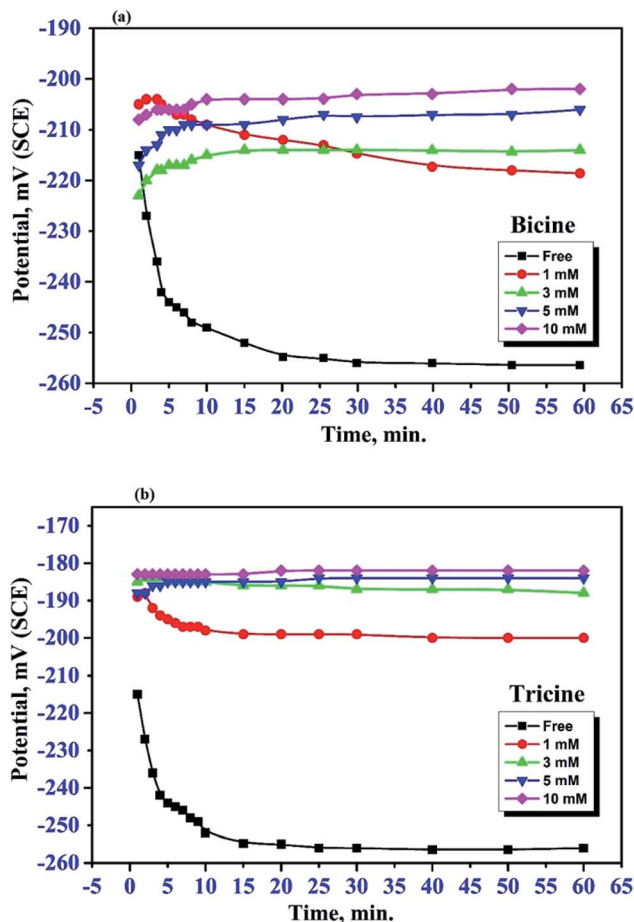 (a)
-190
-200
-210
-220
-230
-240
-250
-260
Potential, mV (SCE)
Bicine
Free
1 mM
3 mM
5 mM
10 mM
-5 0 5 10 15 20 25 30 35 40 45 50 55 60 65
Time, min.
(b)
-170
-180
-190
-200
-210
-220
-230
-240
-250
-260
Potential, mV (SCE)
Tricine
Free
1 mM
3 mM
5 mM
10 mM
-5 0 5 10 15 20 25 30 35 40 45 50 55 60 65
Time, min.